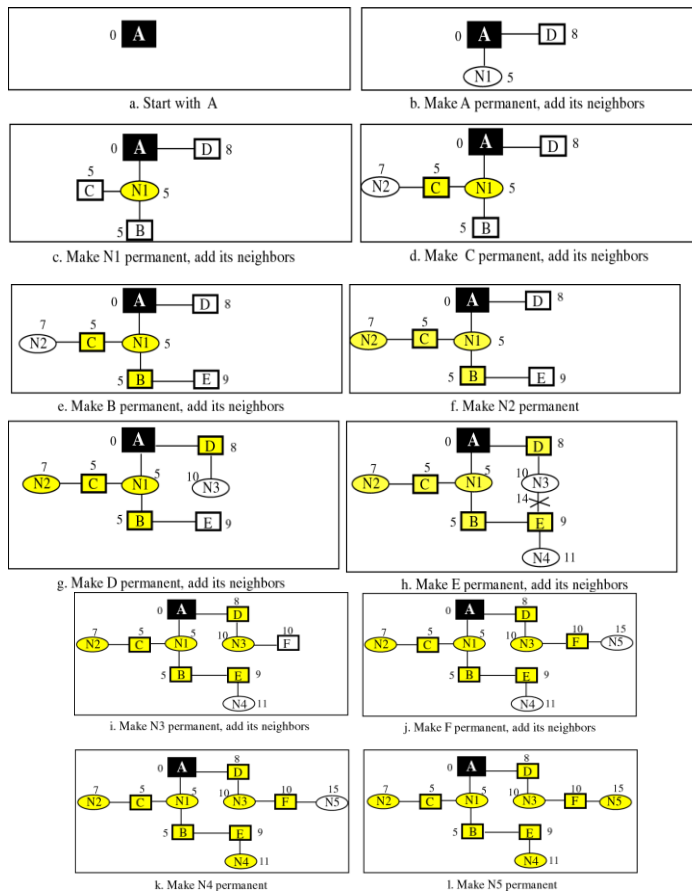 0 A
a. Start with A
0 A D 8
N1 5
b. Make A permanent, add its neighbors
0 A D 8
5
C N1 5
5 B
c. Make N1 permanent, add its neighbors
0 A D 8
7 5
N2 C N1 5
5 B
d. Make C permanent, add its neighbors
0 A D 8
7 5
N2 C N1 5
5 B E 9
e. Make B permanent, add its neighbors
0 A D 8
7 5
N2 C N1 5
5 B E 9
f. Make N2 permanent
0 A D 8
7 5 5 10
N2 C N1 N3
5 B E 9
g. Make D permanent, add its neighbors
0 A D 8
7 5 5 10
N2 C N1 N3
14
5 B E 9
N4 11
h. Make E permanent, add its neighbors
8
0 A D
7 5 5 10 10
N2 C N1 N3 F
5 B E 9
N4 11
i. Make N3 permanent, add its neighbors
8
0 A D
7 5 5 10 10 15
N2 C N1 N3 F N5
5 B E 9
N4 11
j. Make F permanent, add its neighbors
8
0 A D
7 5 5 10 10 15
N2 C N1 N3 F N5
5 B E 9
N4 11
k. Make N4 permanent
8
0 A D
7 5 5 10 10 15
N2 C N1 N3 F N5
5 B E 9
N4 11
l. Make N5 permanent